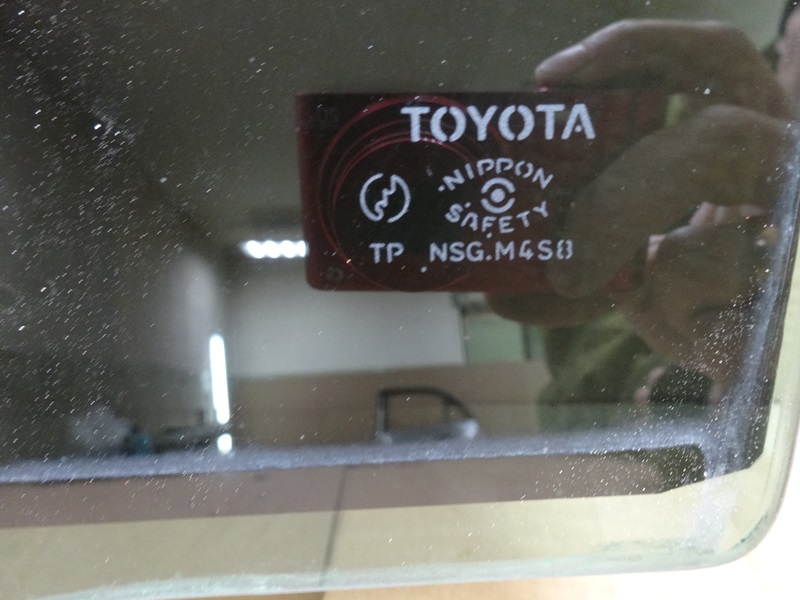 TOYOTA
NIPPON
SAFETY
TP NSG.M4S8